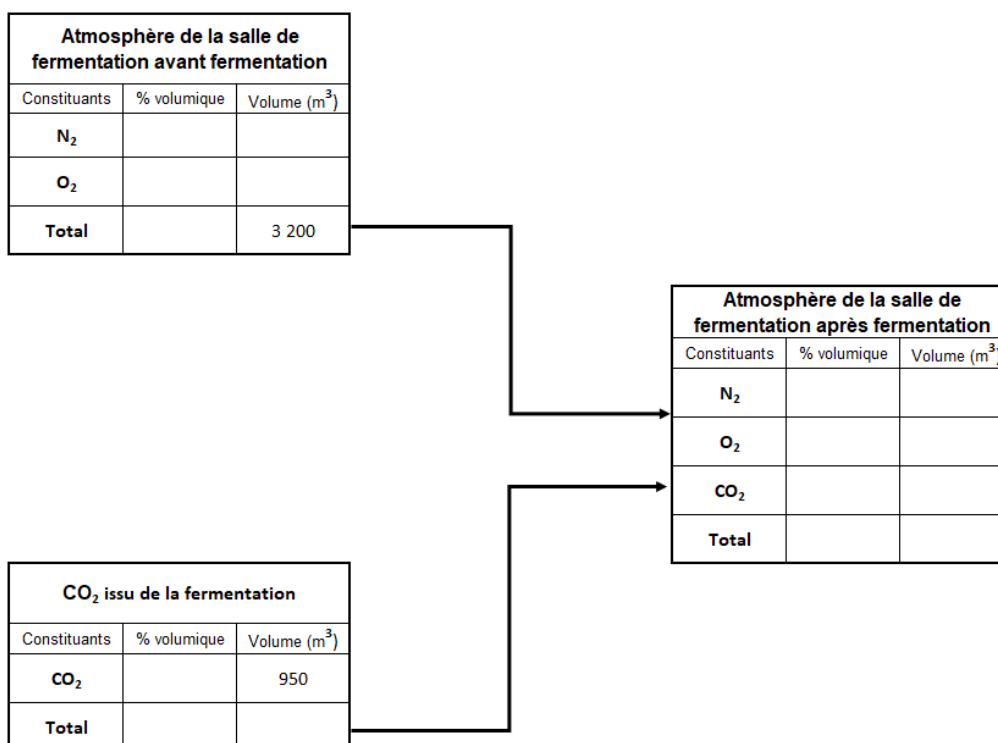 Atmosphère de la salle de
fermentation avant fermentation
Constituants % volumique Volume (m³)
N₂
O₂
Total 3 200
Atmosphère de la salle de
fermentation après fermentation
Constituants % volumique Volume (m³)
N₂
O₂
CO₂
Total
CO₂ issu de la fermentation
Constituants % volumique Volume (m³)
CO₂ 950
Total